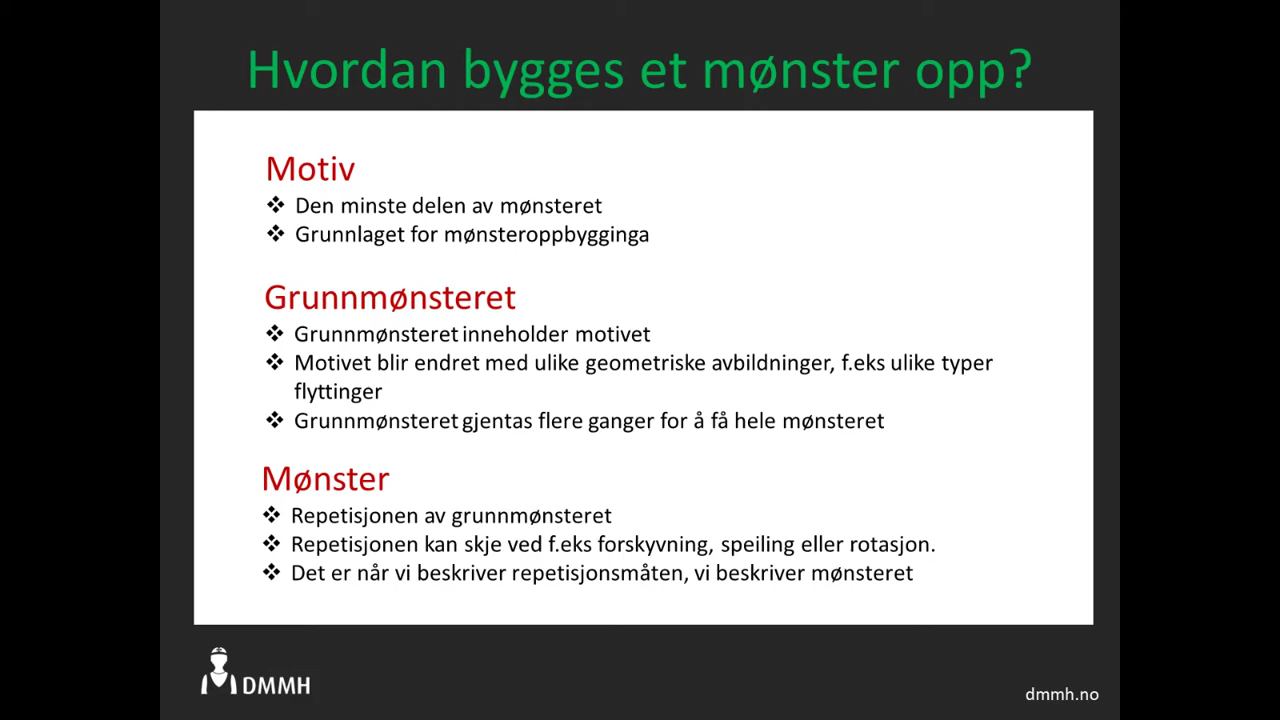 Hvordan bygges et mønster opp?
Motiv
❖ Den minste delen av mønsteret
❖ Grunnlaget for mønsteroppbygginga
Grunnmønsteret
❖ Grunnmønsteret inneholder motivet
❖ Motivet blir endret med ulike geometriske avbildninger, f.eks ulike typer
flyttinger
❖ Grunnmønsteret gjentas flere ganger for å få hele mønsteret
Mønster
❖ Repetisjonen av grunnmønsteret
❖ Repetisjonen kan skje ved f.eks forskyvning, speiling eller rotasjon.
❖ Det er når vi beskriver repetisjonsmåten, vi beskriver mønsteret
DMMH
dmmh.no